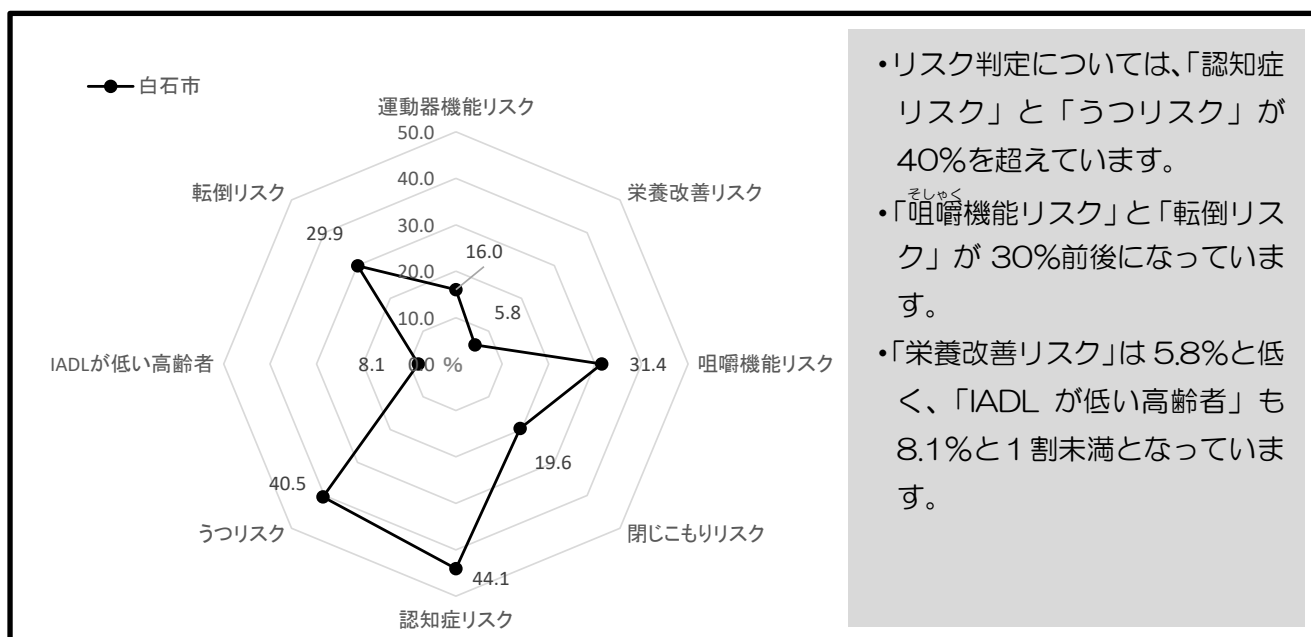 白石市
運動器機能リスク
50.0
40.0
30.0
20.0
10.0
0.0
%
栄養改善リスク
咀嚼機能リスク
閉じこもりリスク
認知症リスク
うつリスク
IADLが低い高齢者
転倒リスク
16.0
5.8
31.4
19.6
44.1
40.5
8.1
29.9
・リスク判定については、「認知症
リスク」と「うつリスク」が
40%を超えています。
そしゃく
・「咀嚼機能リスク」と「転倒リス
ク」が 30%前後になっていま
す。
・「栄養改善リスク」は 5.8%と低
く、「IADL が低い高齢者」も
8.1%と1割未満となっていま
す。